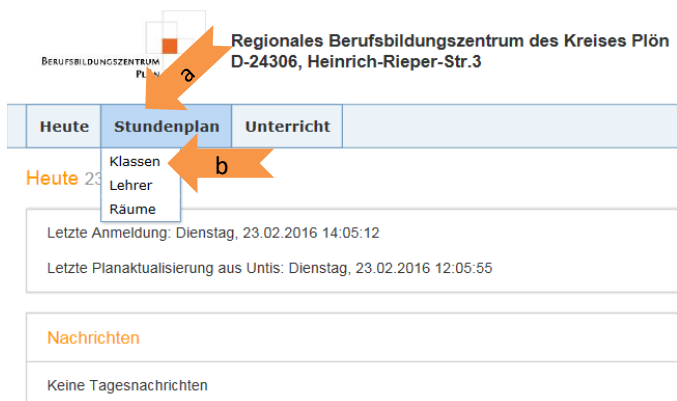 BERUFSBILDUNGSZENTRUM
Regionales Berufsbildungszentrum des Kreises Plön
D-24306, Heinrich-Rieper-Str.3
a
Heute Stundenplan Unterricht
Klassen
b
Heute 23
Lehrer
Räume
Letzte Anmeldung: Dienstag, 23.02.2016 14:05:12
Letzte Planaktualisierung aus Untis: Dienstag, 23.02.2016 12:05:55
Nachrichten
Keine Tagesnachrichten